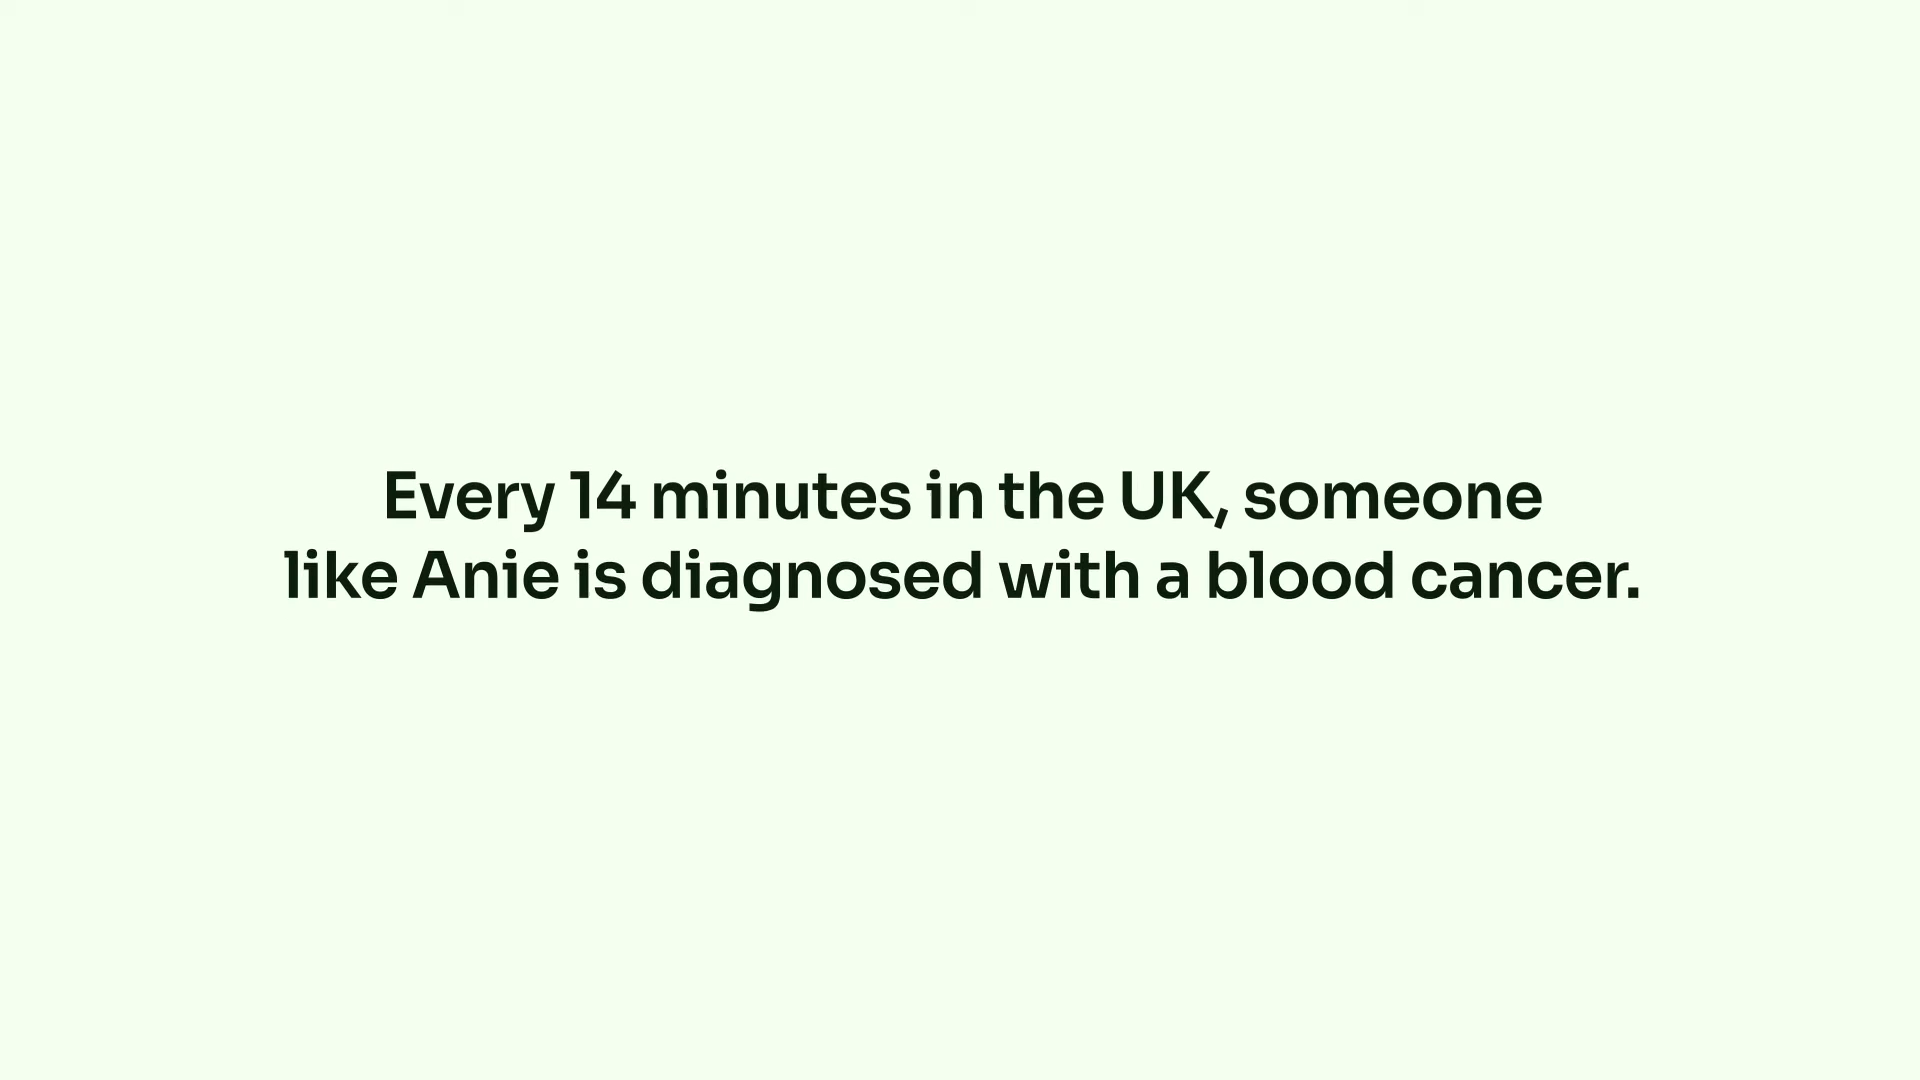 Every 14 minutes in the UK, someone
like Anie is diagnosed with a blood cancer.